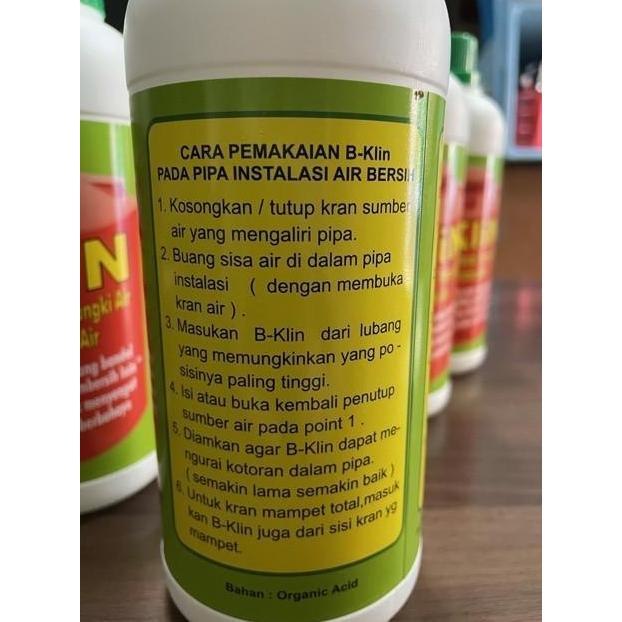 CARA PEMAKAIAN B-Klin
PADA PIPA INSTALASI AIR BERSIH
1. Kosongkan / tutup kran sumber
air yang mengaliri pipa.
2. Buang sisa air di dalam pipa
instalasi ( dengan membuka
kran air ) .
3. Masukan B-Klin dari lubang
yang memungkinkan yang po -
sisinya paling tinggi.
4. Isi atau buka kembali penutup
sumber air pada point 1 .
5. Diamkan agar B-Klin dapat me-
ngurai kotoran dalam pipa.
( semakin lama semakin baik )
6. Untuk kran mampet total,masuk
kan B-Klin juga dari sisi kran yg
mampet.
Bahan : Organic Acid
N
ngki Air
Air